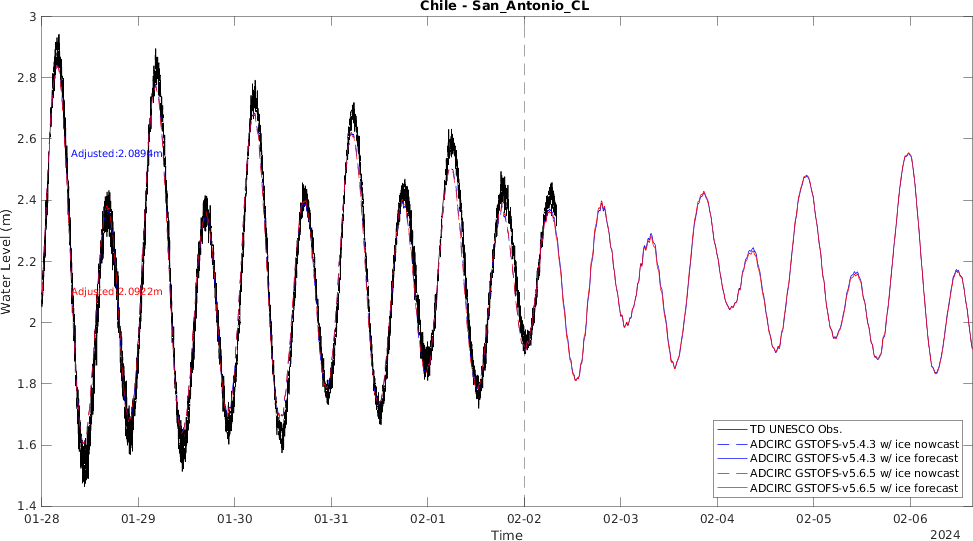 Chile - San_Antonio_CL
3
2.8
2.6
2.4
2.2
2
1.8
1.6
1.4
Water Level (m)
Adjusted:2.0894m
Adjusted:2.0922m
TD UNESCO Obs.
ADCIRC GSTOFS-v5.4.3 w/ ice nowcast
ADCIRC GSTOFS-v5.4.3 w/ ice forecast
ADCIRC GSTOFS-v5.6.5 w/ ice nowcast
ADCIRC GSTOFS-v5.6.5 w/ ice forecast
01-28 01-29 01-30 01-31 02-01 02-02 02-03 02-04 02-05 02-06
Time
2024